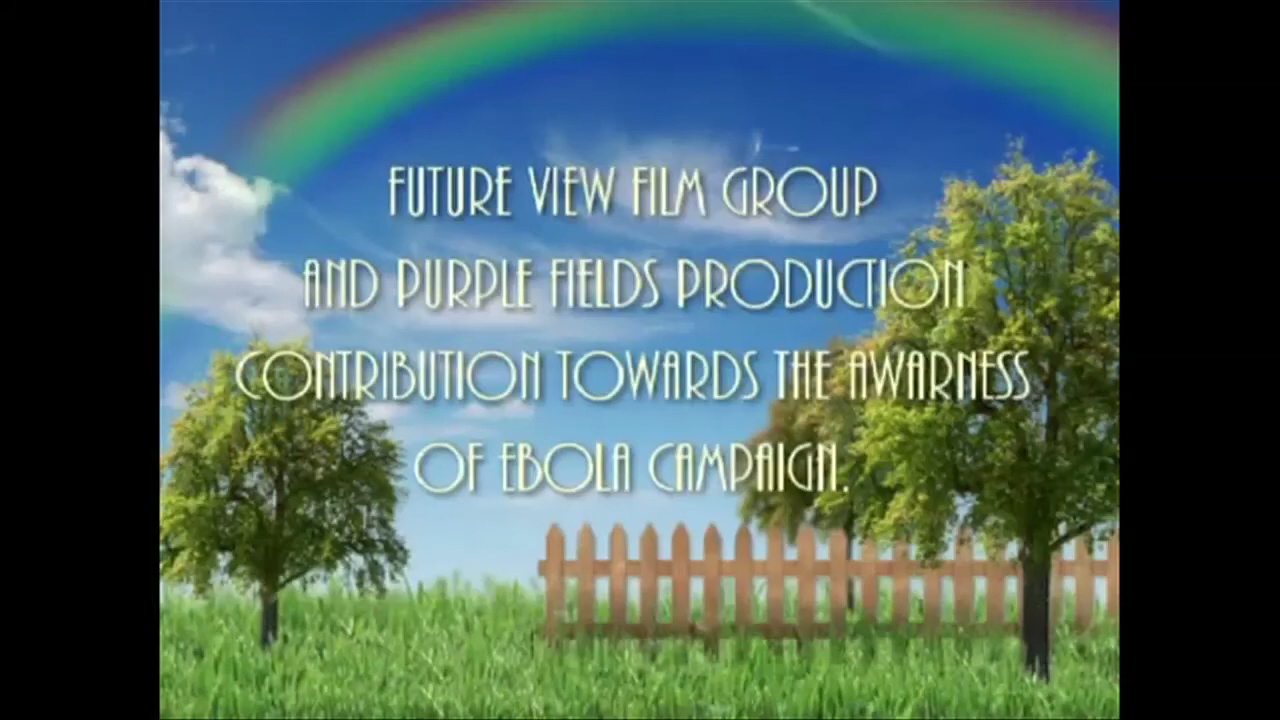 FUTURE VIEW FILM GROUP
AND PURPLE FIELDS PRODUCTION
CONTRIBUTION TOWARDS THE AWARNESS
OF EBOLA CAMPAIGN.